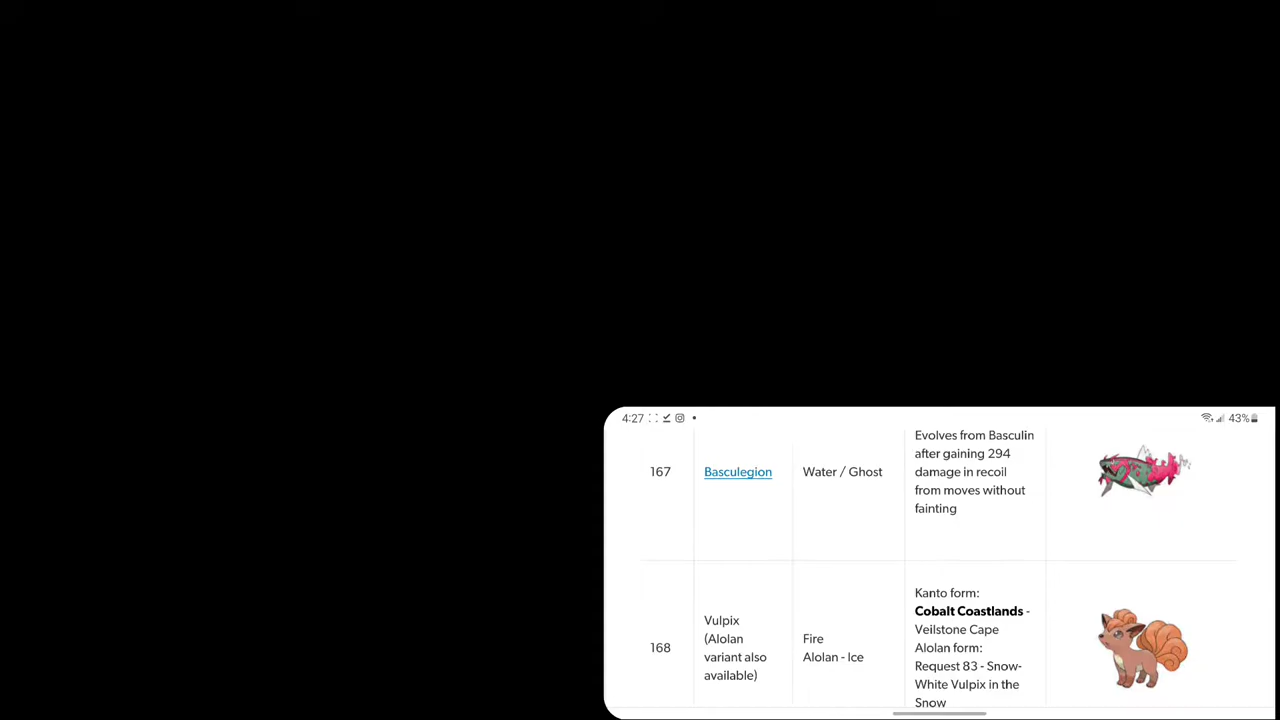 4:27
43%
Evolves from Basculin
after gaining 294
damage in recoil
from moves without
fainting
167
Basculegion
Water / Ghost
168
Vulpix
(Alolan
variant also
available)
Fire
Alolan - Ice
Kanto form:
Cobalt Coastlands -
Veilstone Cape
Alolan form:
Request 83 - Snow-
White Vulpix in the
Snow